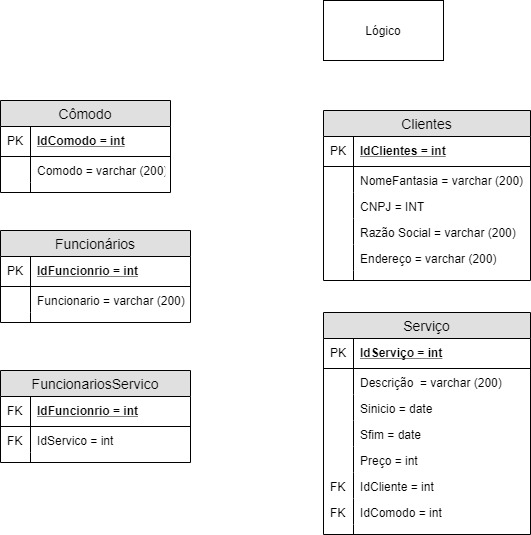 Lógico
Cômodo
PK IdComodo = int
Comodo = varchar (200)
Funcionários
PK IdFuncionrio = int
Funcionario = varchar (200)
FuncionariosServico
FK IdFuncionrio = int
FK IdServico = int
Clientes
PK IdClientes = int
NomeFantasia = varchar (200)
CNPJ = INT
Razão Social = varchar (200)
Endereço = varchar (200)
Serviço
PK IdServiço = int
Descrição = varchar (200)
Sinicio = date
Sfim = date
Preço = int
FK IdCliente = int
FK IdComodo = int